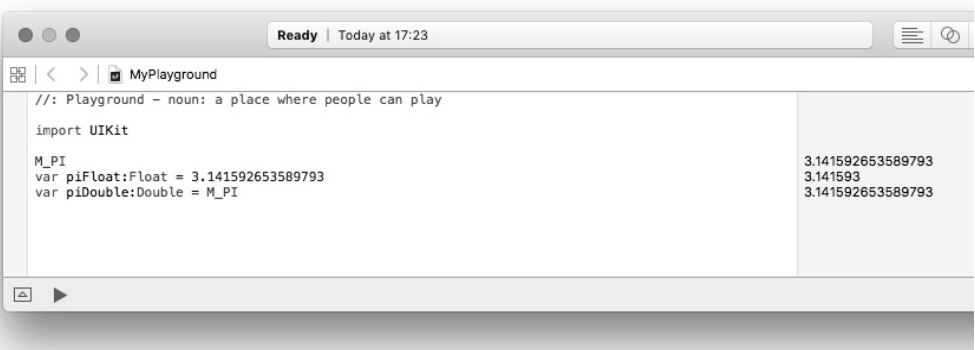 Ready | Today at 17:23
MyPlayground
//: Playground – noun: a place where people can play
import UIKit
M_PI 3.141592653589793
var piFloat:Float = 3.141592653589793 3.141593
var piDouble:Double = M_PI 3.141592653589793